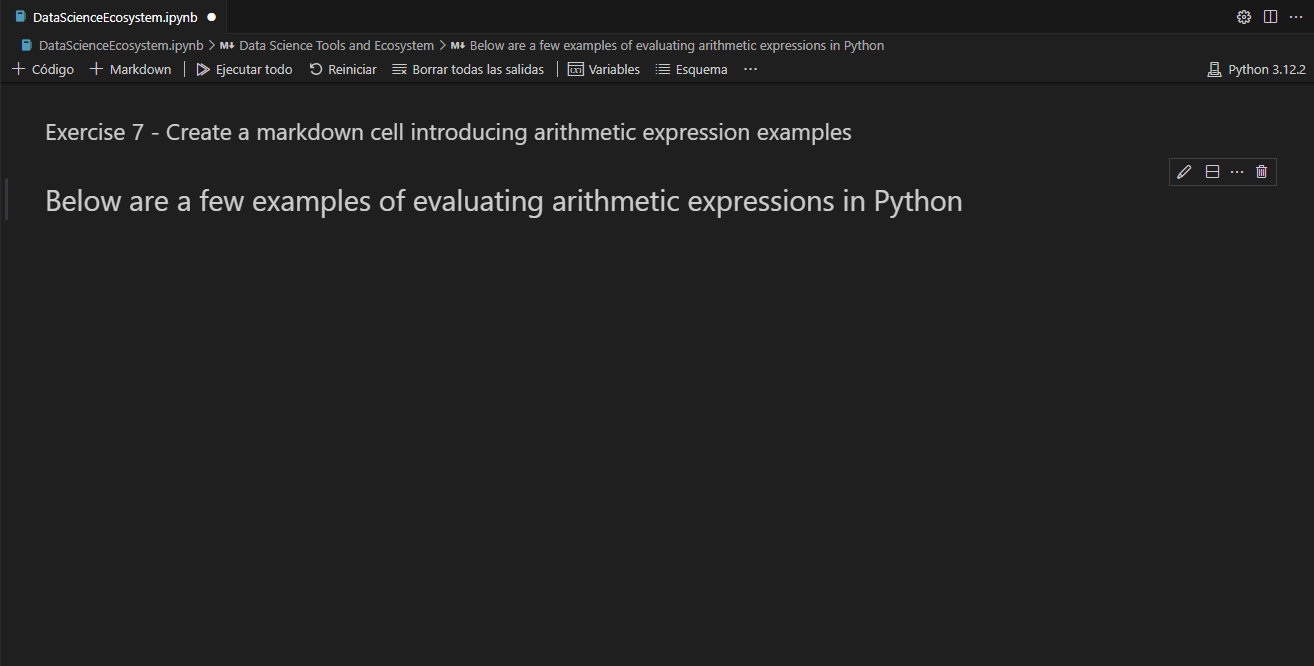 DataScienceEcosystem.ipynb
DataScienceEcosystem.ipynb > M↓ Data Science Tools and Ecosystem > M↓ Below are a few examples of evaluating arithmetic expressions in Python
+ Código + Markdown | Ejecutar todo Reiniciar Borrar todas las salidas | Variables Esquema ··· Python 3.12.2
Exercise 7 - Create a markdown cell introducing arithmetic expression examples
Below are a few examples of evaluating arithmetic expressions in Python